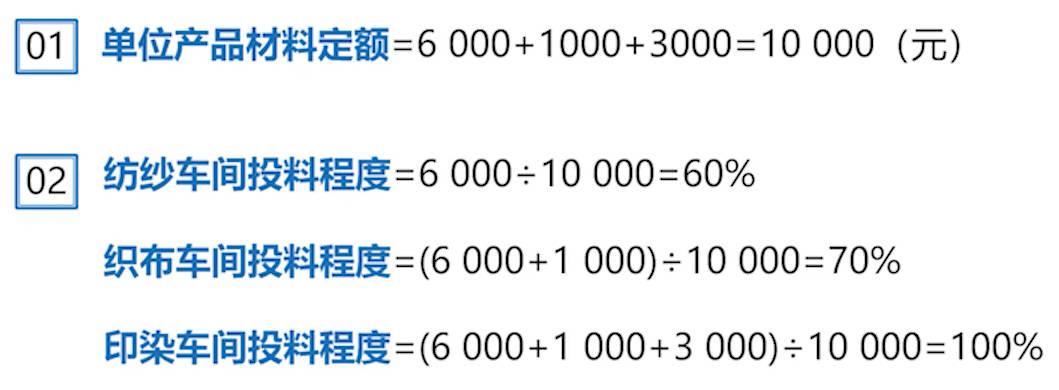 01 单位产品材料定额=6 000+1000+3000=10 000 (元)
02 纺纱车间投料程度=6 000÷10 000=60%
织布车间投料程度=(6 000+1 000)÷10 000=70%
印染车间投料程度=(6 000+1 000+3 000)÷10 000=100%